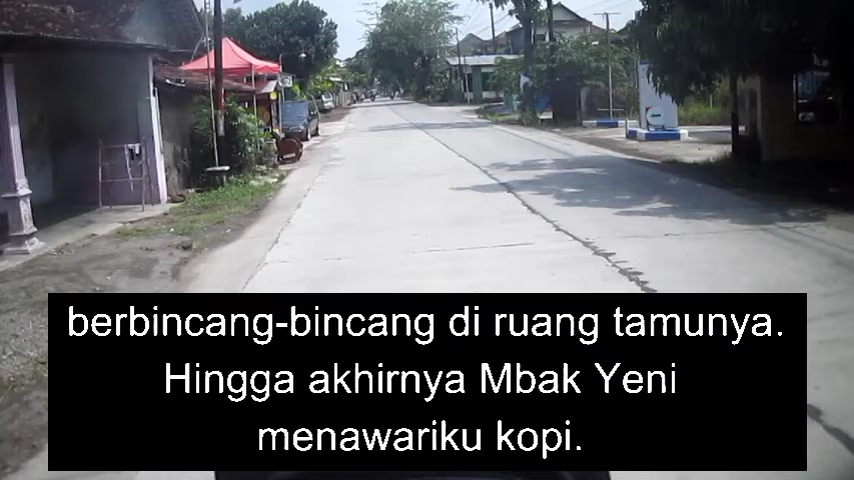 berbincang-bincang di ruang tamunya.
Hingga akhirnya Mbak Yeni
menawariku kopi.